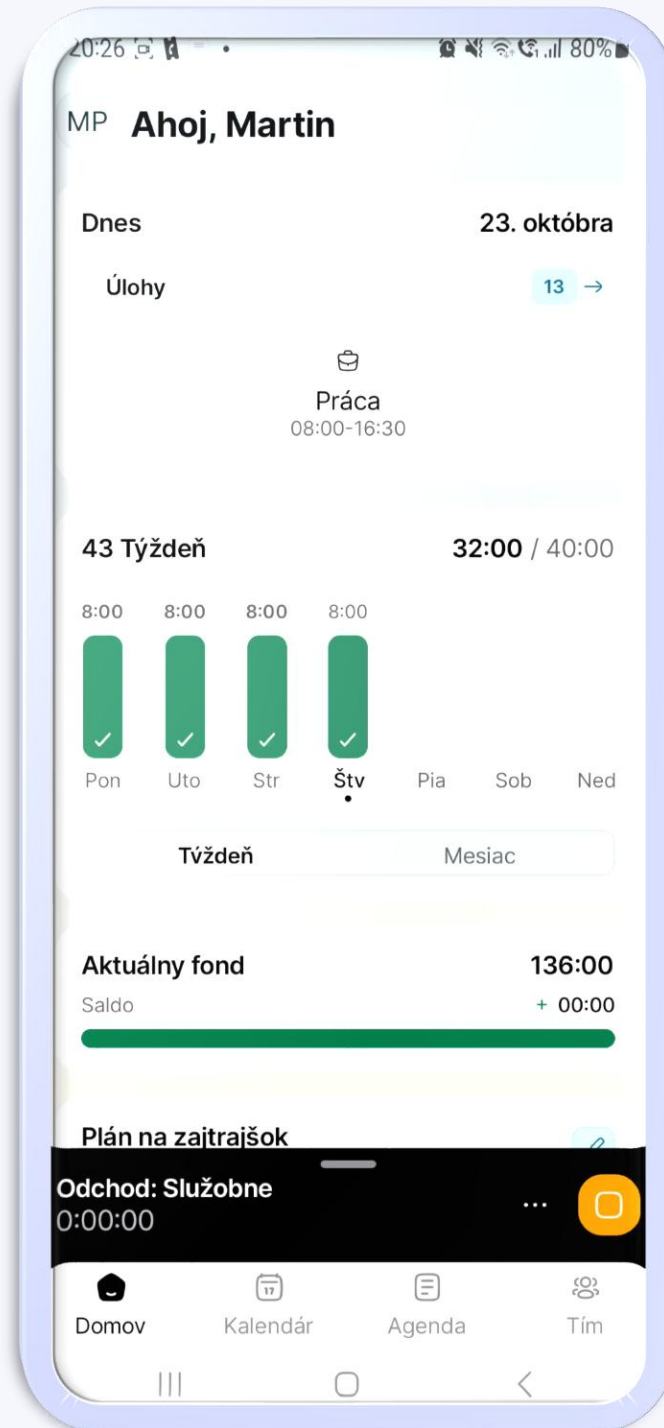 20:26 80%
MP Ahoj, Martin
Dnes 23. októbra
Úlohy 13 →
Práca
08:00-16:30
43 Týždeň 32:00 / 40:00
8:00 8:00 8:00 8:00
Pon Uto Str Štv Pia Sob Ned
Týždeň Mesiac
Aktuálny fond 136:00
Saldo + 00:00
Plán na zajtrajšok
Odchod: Služobne
0:00:00
17
Domov Kalendár Agenda Tím